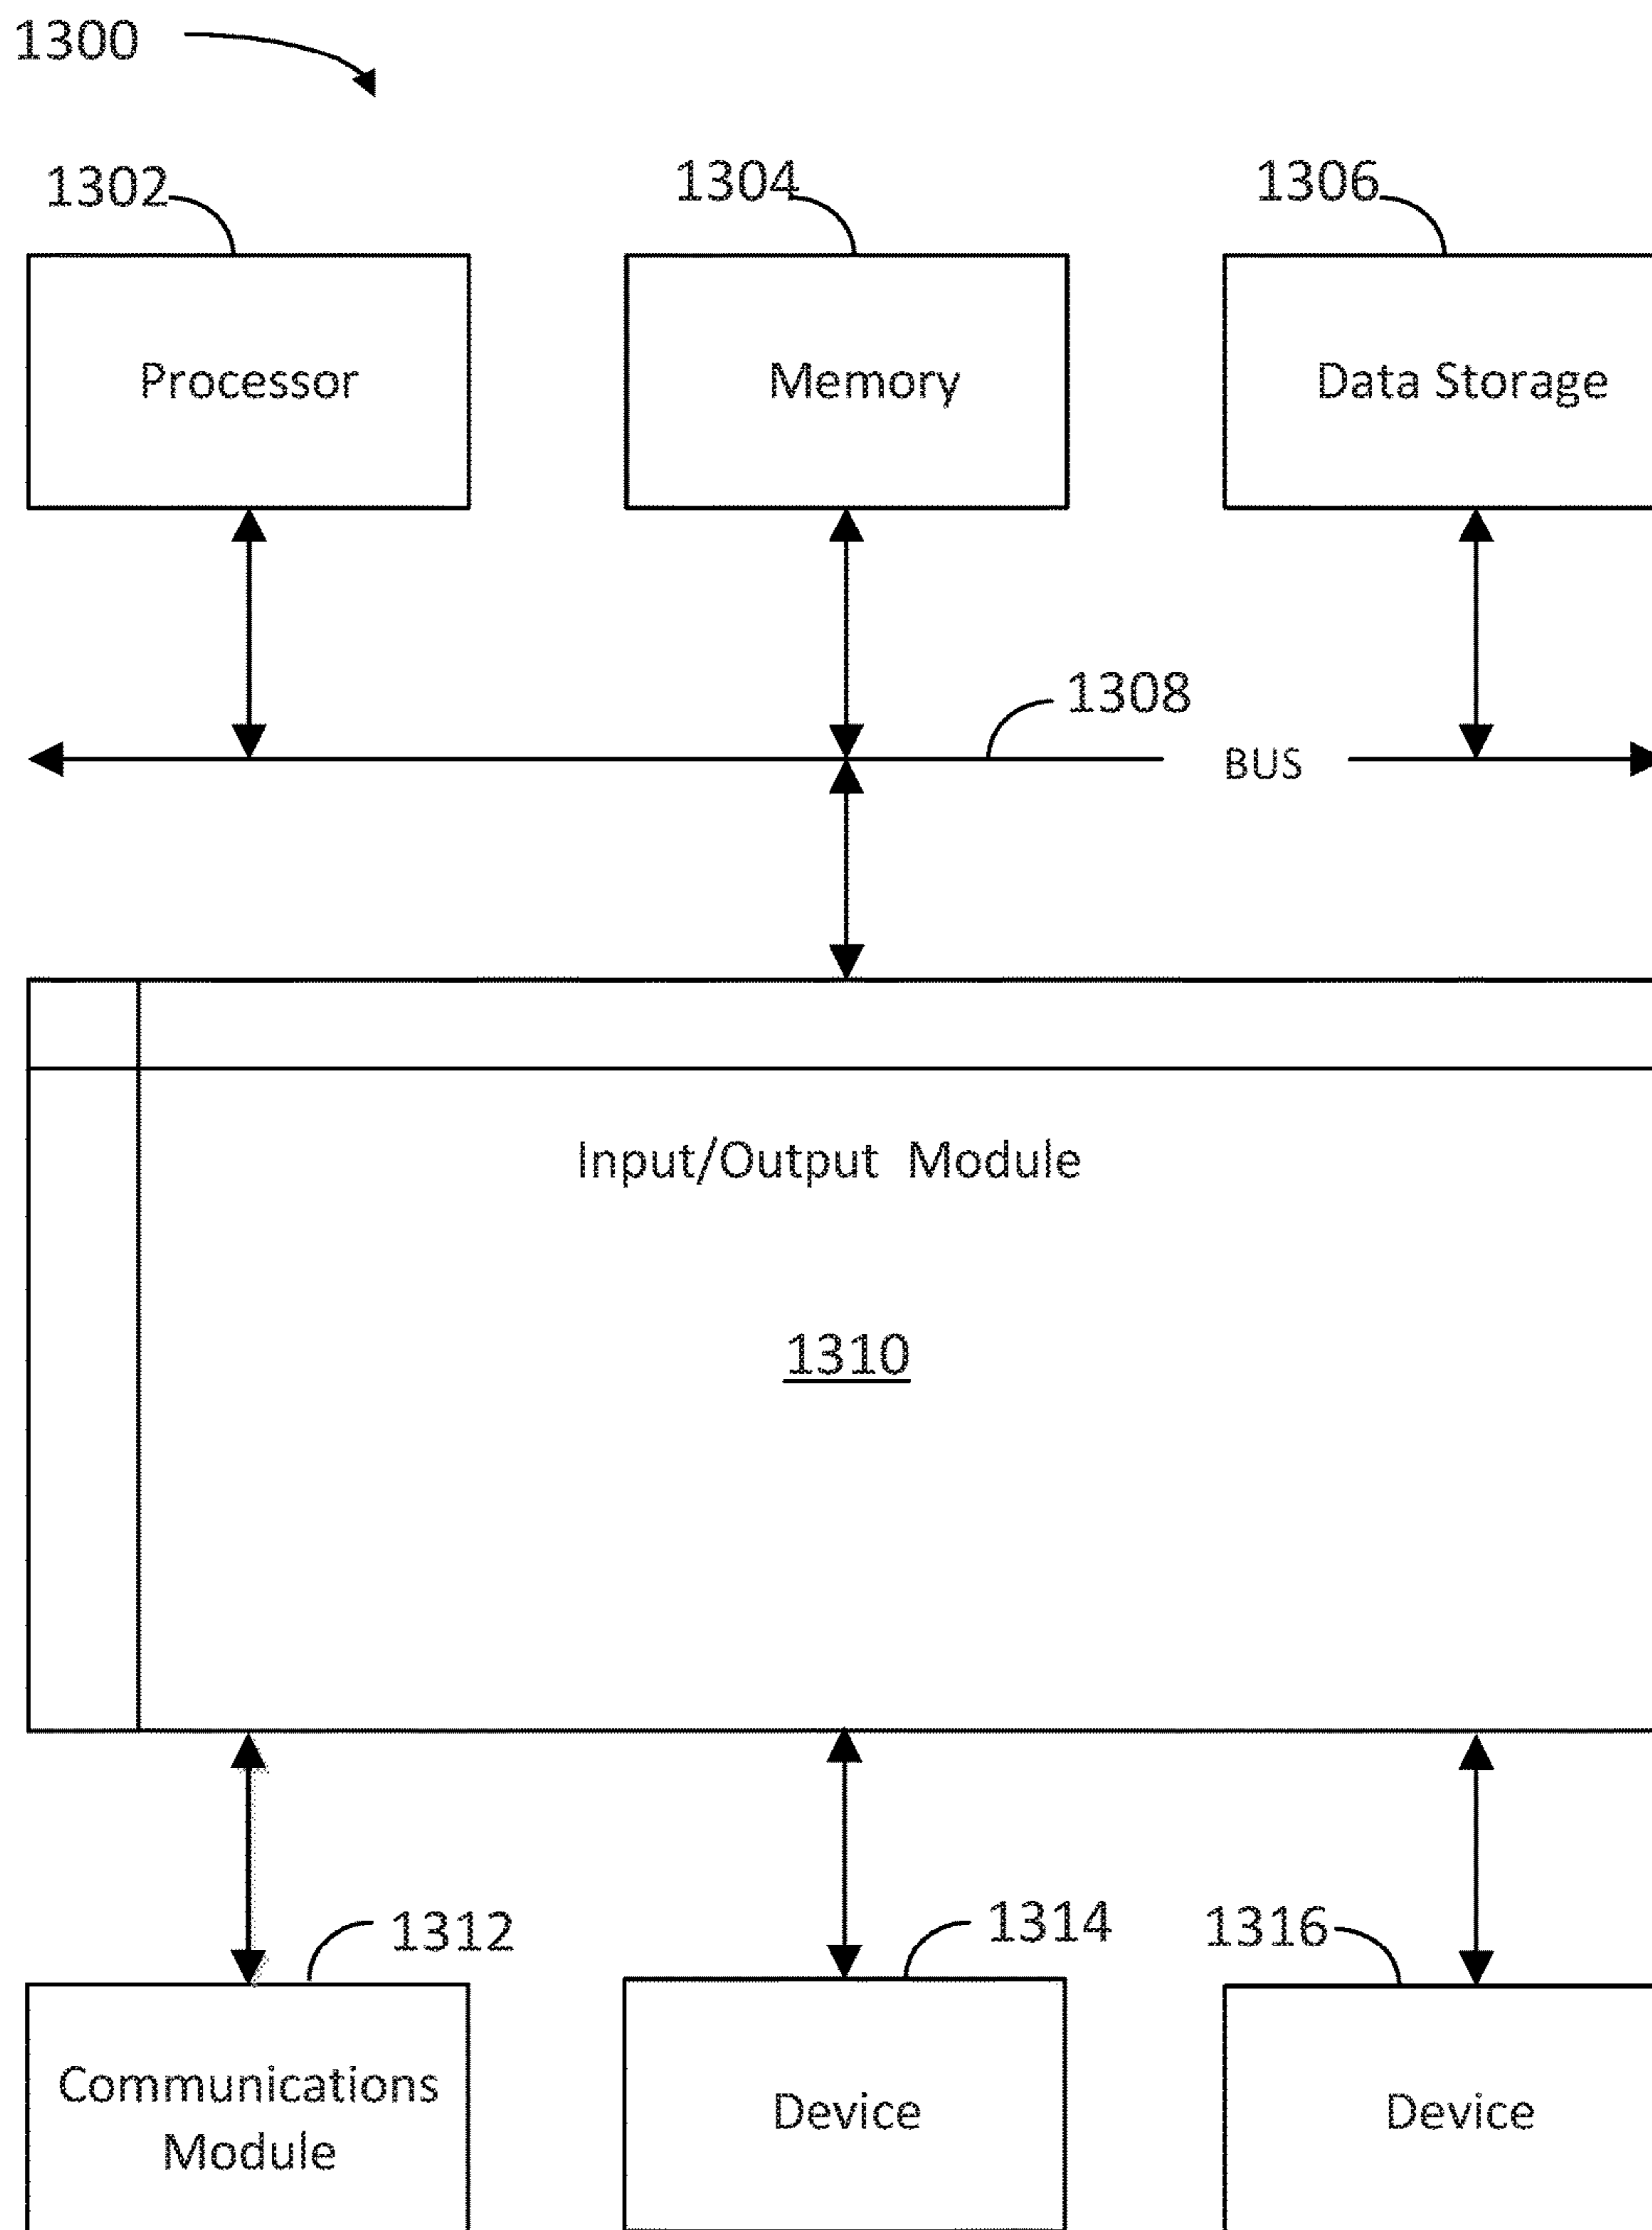 1300
1302
1304
1306
Processor
Memory
Data Storage
1308
BUS
Input/Output Module
1310
1312
1314
1316
Communications
Module
Device
Device